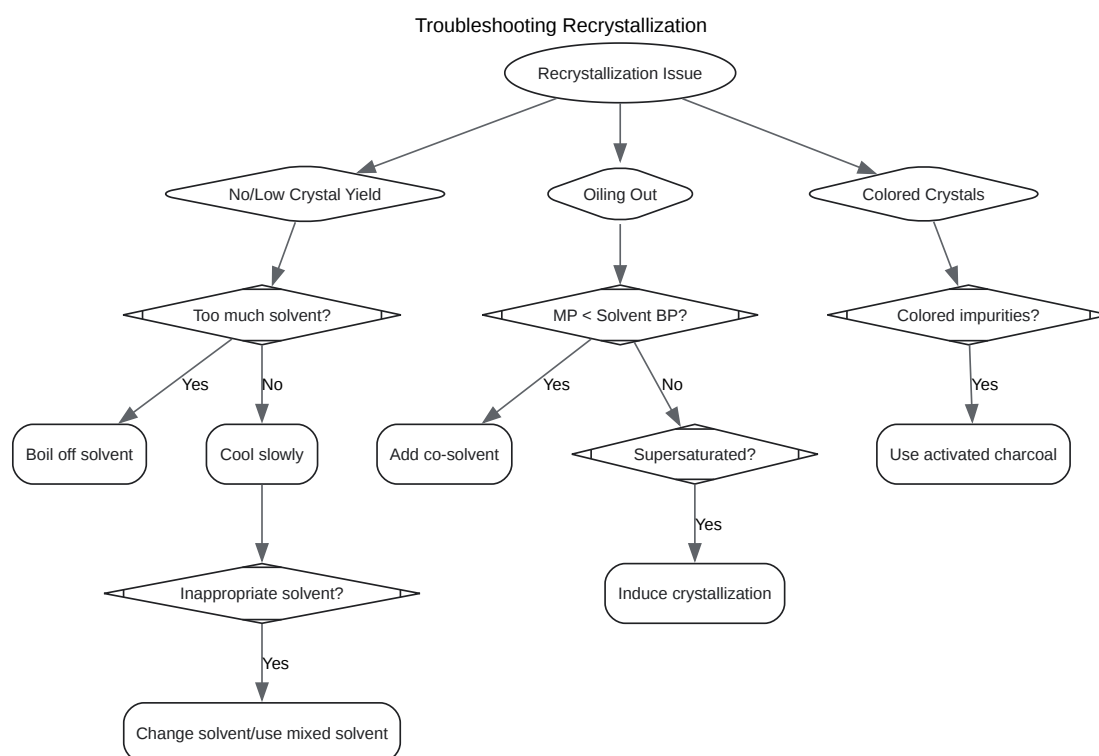 Troubleshooting Recrystallization
Recrystallization Issue
No/Low Crystal Yield
Oiling Out
Colored Crystals
Too much solvent?
MP < Solvent BP?
Colored impurities?
Yes
No
Yes
No
Yes
Boil off solvent
Cool slowly
Add co-solvent
Supersaturated?
Use activated charcoal
Yes
Inappropriate solvent?
Induce crystallization
Yes
Change solvent/use mixed solvent